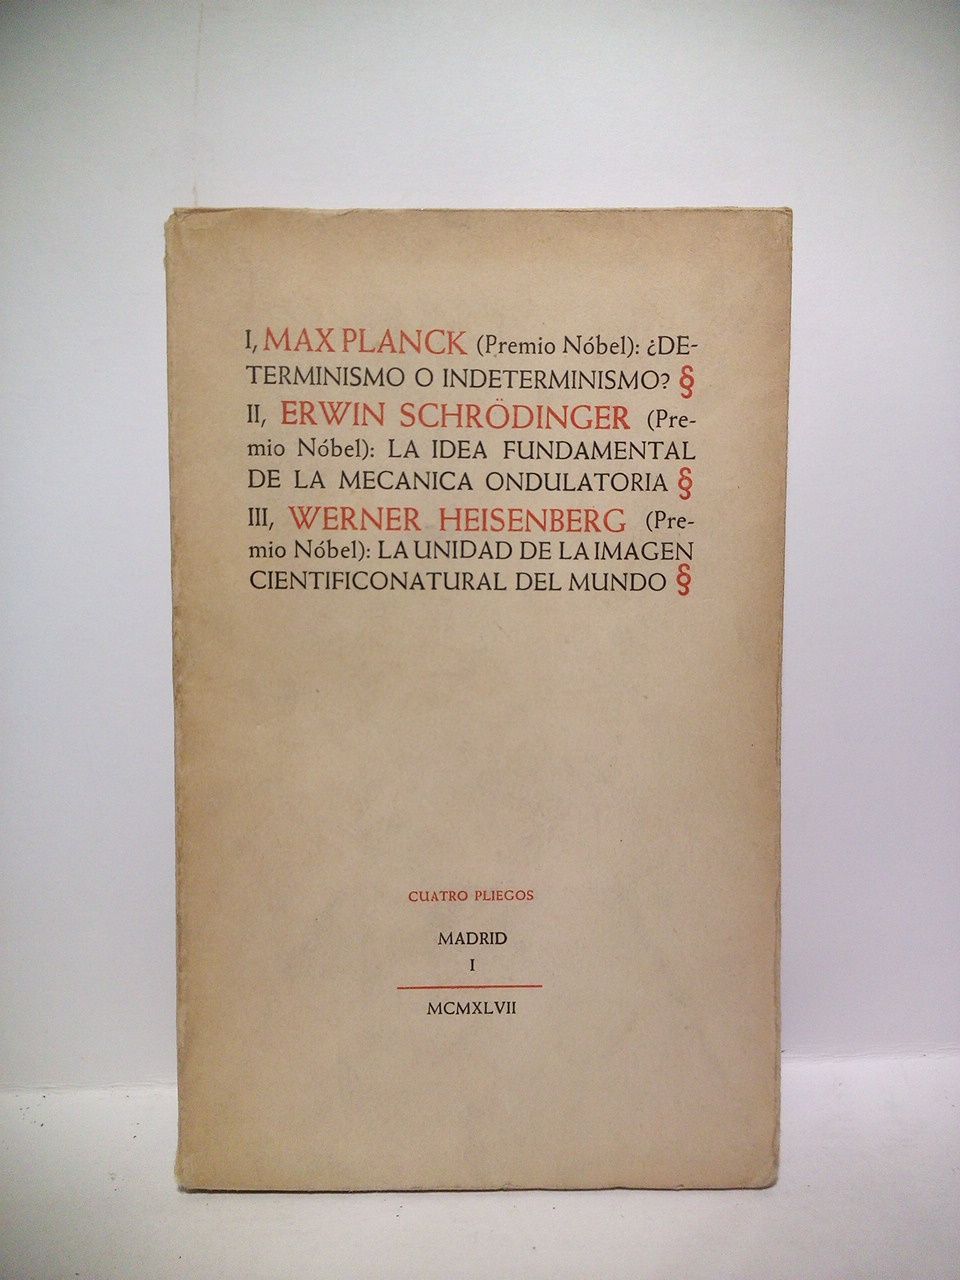 I, MAX PLANCK (Premio Nóbel): ¿DE-
TERMINISMO O INDETERMINISMO? §
II, ERWIN SCHRÖDINGER (Pre-
mio Nóbel): LA IDEA FUNDAMENTAL
DE LA MECANICA ONDULATORIA §
III, WERNER HEISENBERG (Pre-
mio Nóbel): LA UNIDAD DE LA IMAGEN
CIENTIFICONATURAL DEL MUNDO §
CUATRO PLIEGOS
MADRID
I
MCMXLVII